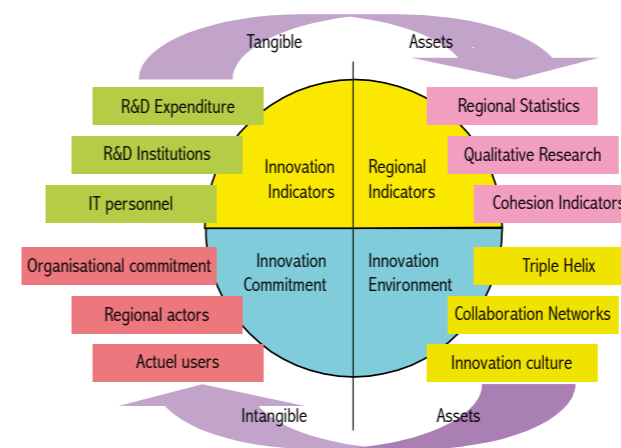 Tangible Assets
R&D Expenditure
R&D Institutions
IT personnel
Innovation
Indicators
Regional
Indicators
Regional Statistics
Qualitative Research
Cohesion Indicators
Organisational commitment
Regional actors
Actuel users
Innovation
Commitment
Innovation
Environment
Triple Helix
Collaboration Networks
Innovation culture
Intangible Assets